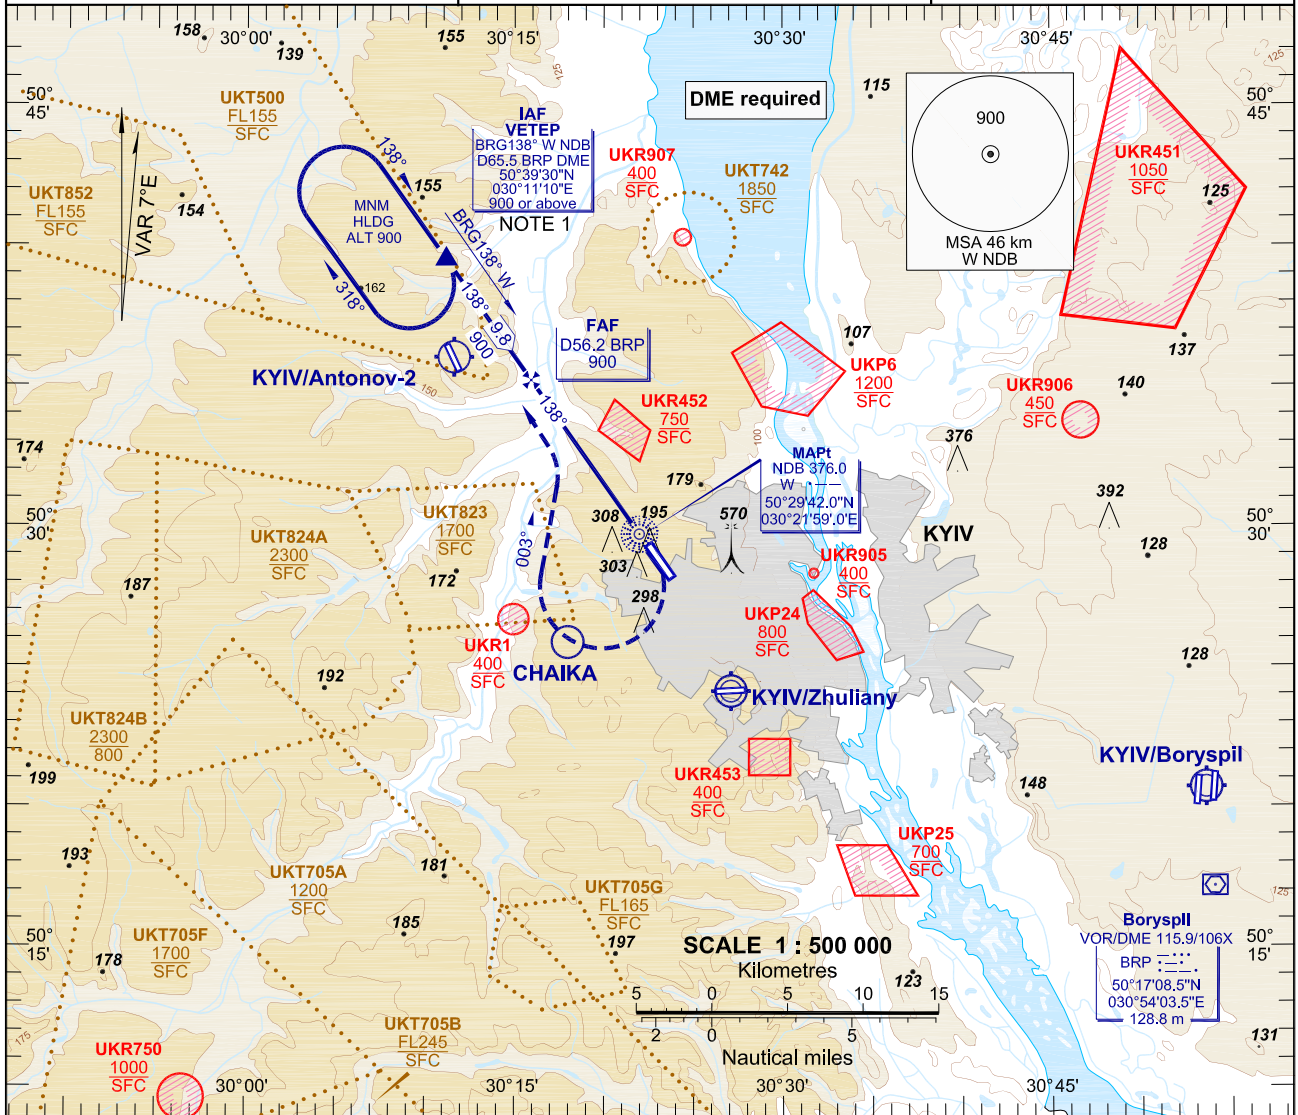 158
139
155
30°00'
30°15'
30°30'
30°45'
125
125
50°
45'
50°
45'
UKT500
FL155
SFC
IAF
VETEP
BRG138° W NDB
D65.5 BRP DME
50°39'30"N
030°11'10"E
900 or above
NOTE 1
DME required
115
900
MSA 46 km
W NDB
UKR451
1050
SFC
125
UKR907
400
SFC
UKT742
1850
SFC
UKT852
FL155
SFC
154
VAR 7°E
138°
155
MNM
HLDG
ALT 900
162
318°
BRG138° W
138°
9.8
900
FAF
D56.2 BRP
900
107
137
KYIV/Antonov-2
150
UKP6
1200
SFC
UKR906
450
SFC
140
138°
UKR452
750
SFC
100
376
174
MAPt
NDB 376.0
W
50°29'42.0"N
030°21'59'.0'E
179
392
50°
30'
50°
30'
UKT824A
2300
SFC
UKT823
1700
SFC
003°
308
195
570
KYIV
303
128
187
172
298
UKR905
400
SFC
UKP24
800
SFC
UKR1
400
SFC
CHAIKA
128
192
KYIV/Zhuliany
UKT824B
2300
800
199
UKR453
400
SFC
KYIV/Boryspil
148
193
181
UKP25
700
SFC
UKT705A
1200
SFC
UKT705G
FL165
SFC
125
185
197
50°
15'
50°
15'
UKT705F
1700
SFC
178
BoryspIl
VOR/DME 115.9/106X
BRP
50°17'08.5"N
030°54'03.5"E
128.8 m
SCALE 1 : 500 000
Kilometres
5 0 5 10 15
2 0 5
Nautical miles
123
131
175
UKT705B
FL245
SFC
UKR750
1000
SFC
30°00'
30°15'
30°30'
30°45'